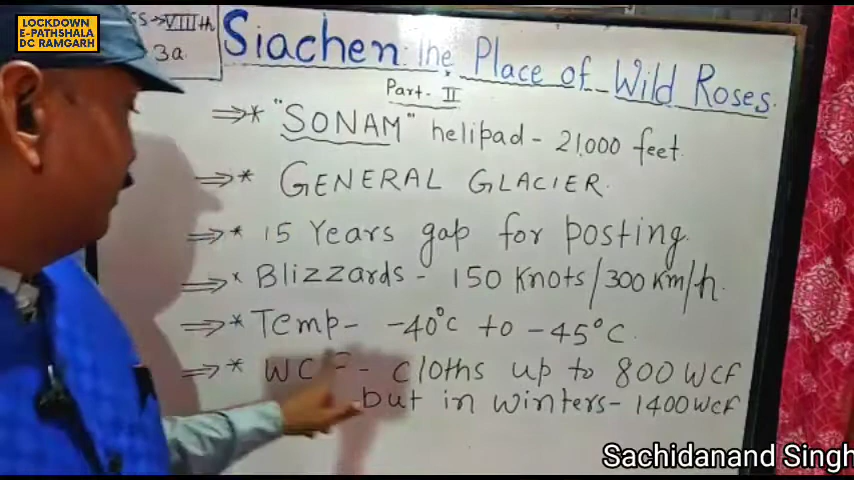 LOCKDOWN
E-PATHSHALA
DC RAMGARH
ss→VIIIth
3a
Siachen the Place of Wild Roses
Part- II
⇒* "SONAM" helipad - 21,000 feet.
⇒* GENERAL GLACIER.
⇒* 15 Years gap for posting.
⇒* Blizzards - 150 Knots/300 Km/h.
⇒* Temp- -40°C to -45°C.
⇒* WCF- cloths up to 800 WCF
but in winters- 1400 WCF
Sachidanand Singh